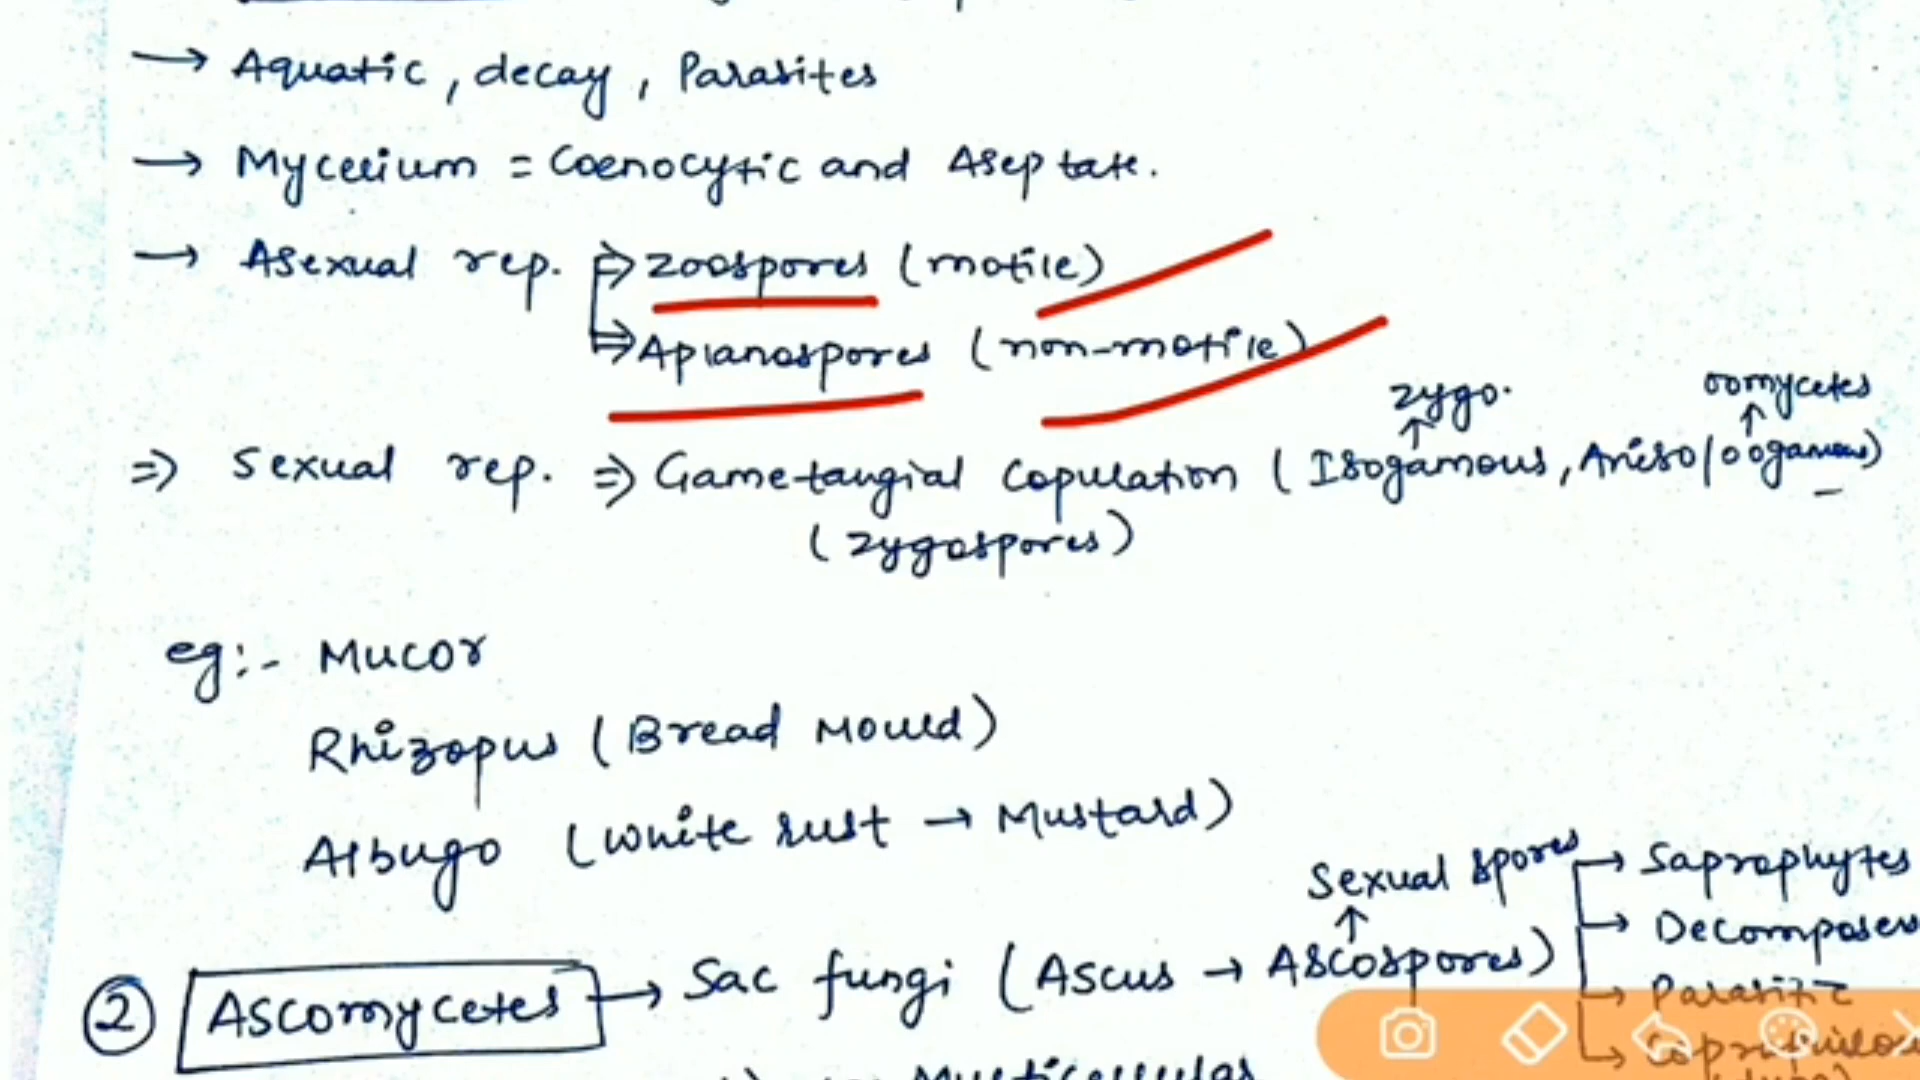 → Aquatic, decay, Parasites
→ Mycelium = Coenocytic and Aseptate.
→ Asexual rep. ⇒ Zoospores (motile)
⇒ Aplanospores (non-motile)
zygo. oomycetes
↑ ↑
⇒ Sexual rep. ⇒ Gametangial Copulation (Isogamous, Aniso/oogamous)
(zygospores)
eg:- Mucor
Rhizopus (Bread Mould)
Albugo (White rust → Mustard)
Sexual spores → Saprophytes
↑ → Decomposers
② Ascomycetes → Sac fungi (Ascus → Ascospores) → Parasitic
Multicellular